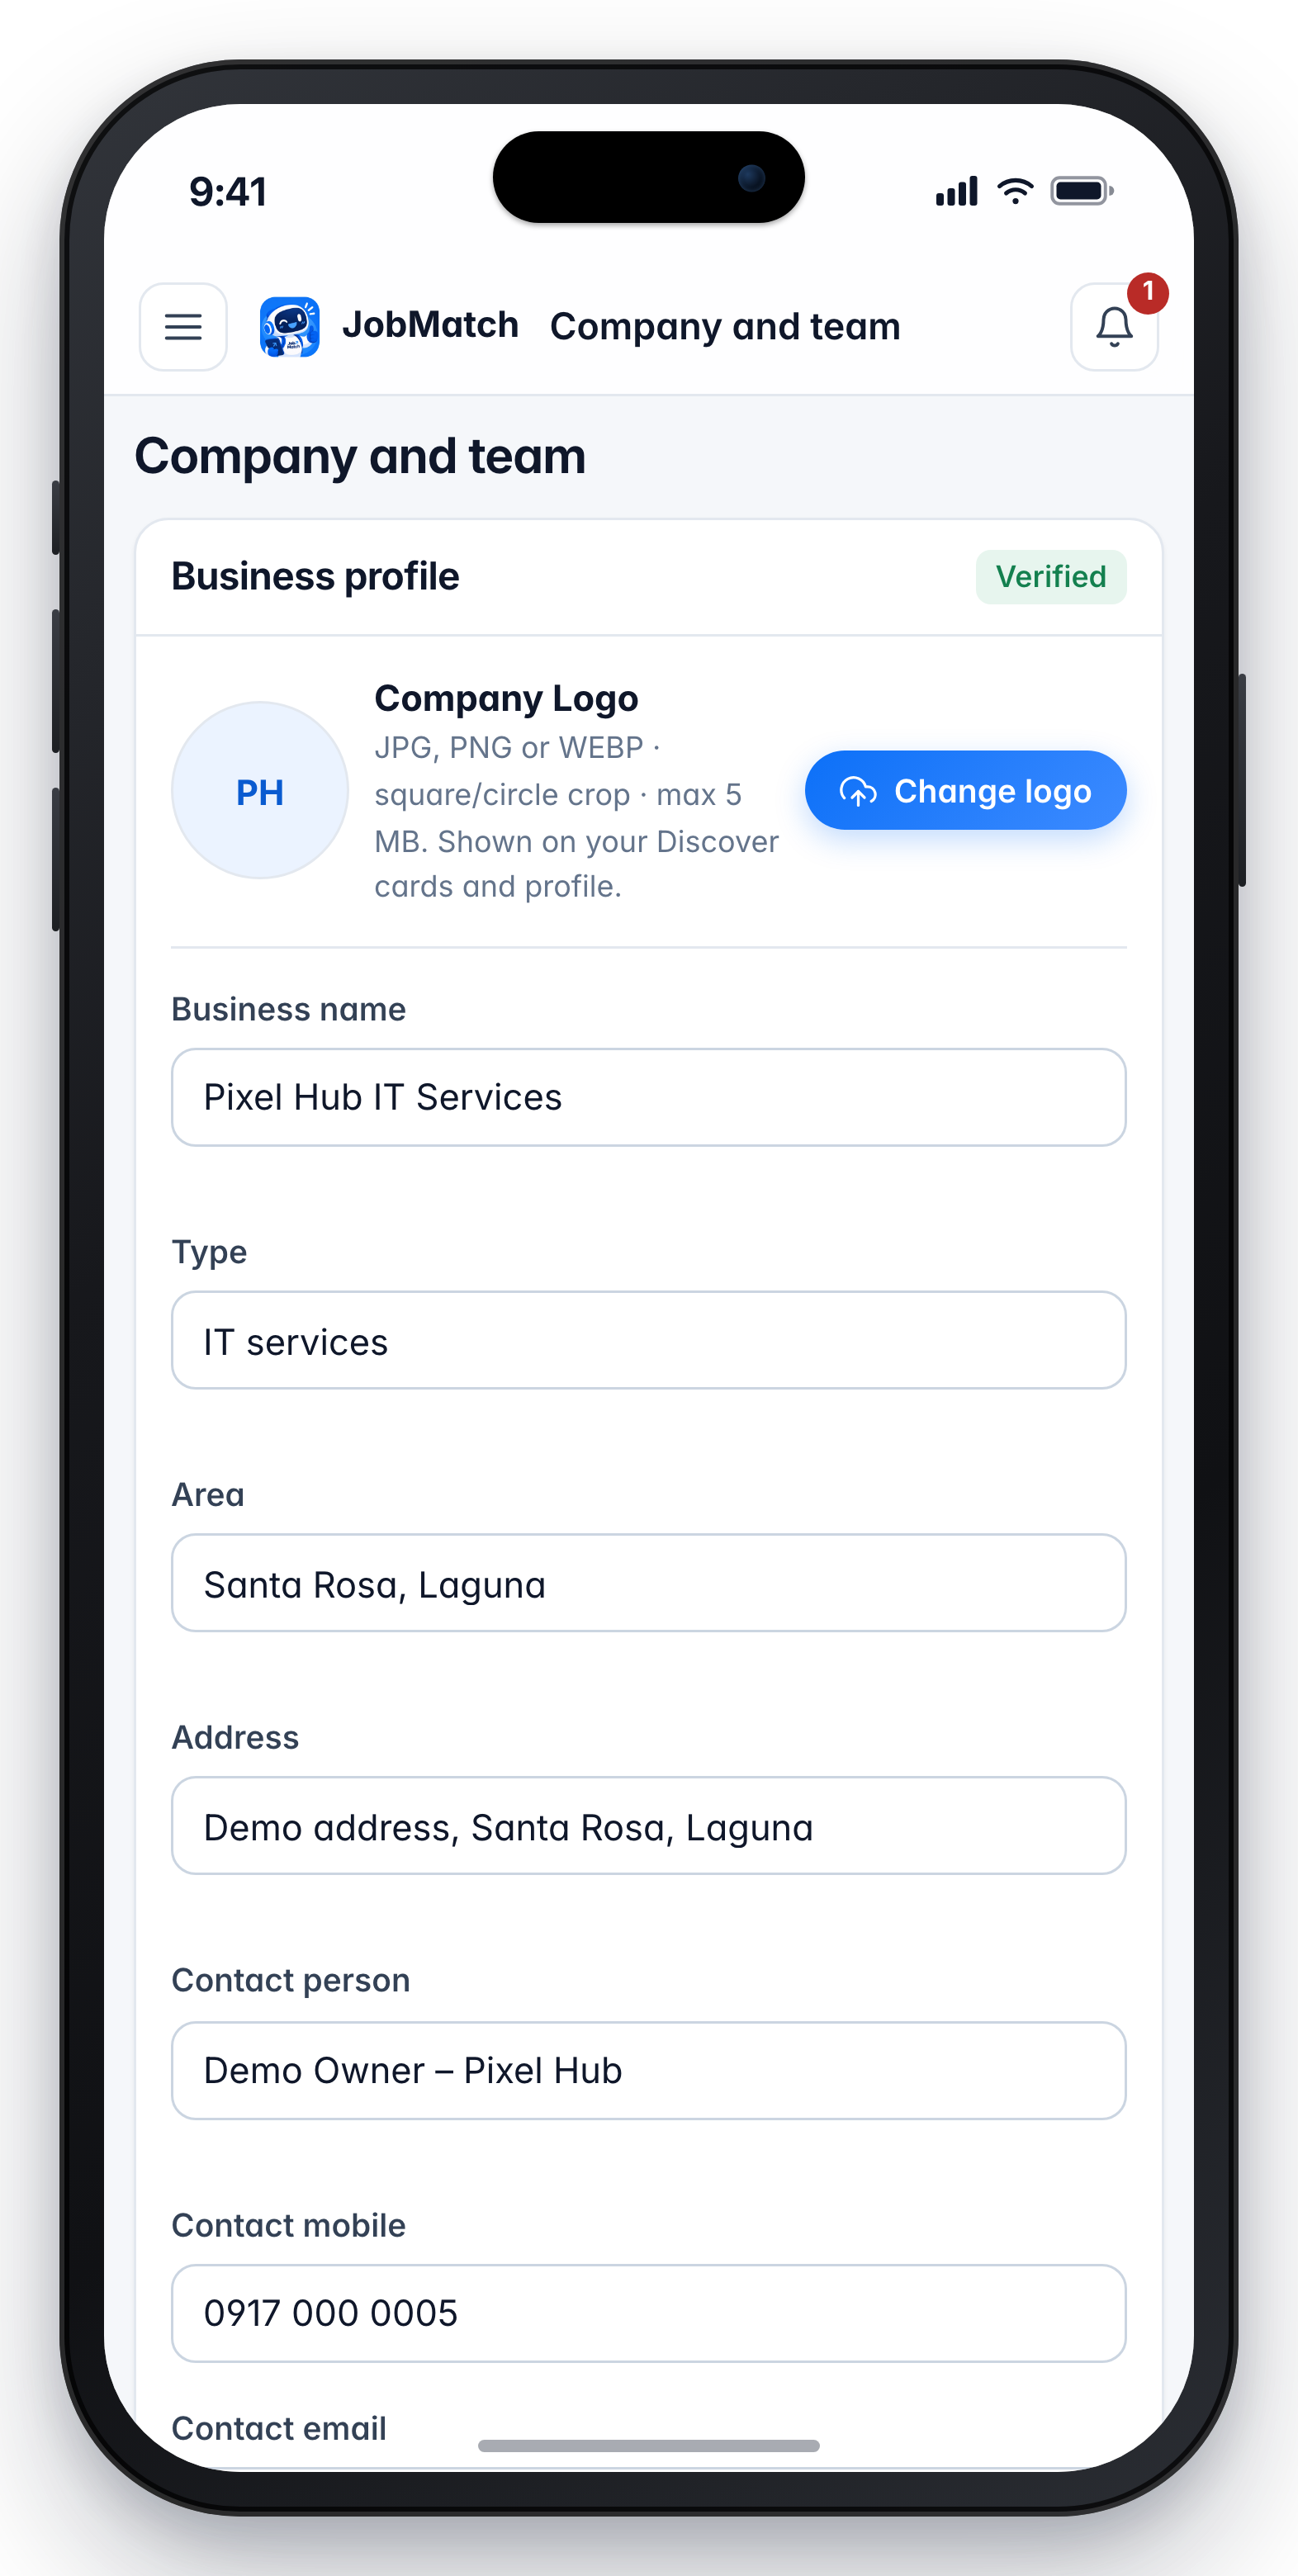 9:41
JobMatch Company and team
1
Company and team
Business profile
Verified
PH
Company Logo
JPG, PNG or WEBP ·
square/circle crop · max 5
MB. Shown on your Discover
cards and profile.
Change logo
Business name
Pixel Hub IT Services
Type
IT services
Area
Santa Rosa, Laguna
Address
Demo address, Santa Rosa, Laguna
Contact person
Demo Owner – Pixel Hub
Contact mobile
0917 000 0005
Contact email